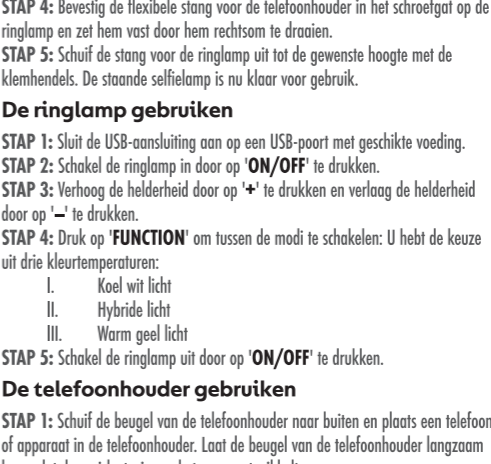 STAP 4: Bevestig de flexibele stang voor de telefoonhouder in het schroefgat op de
ringlamp en zet hem vast door hem rechtsom te draaien.
STAP 5: Schuif de stang voor de ringlamp uit tot de gewenste hoogte met de
klemhendels. De staande selfielamp is nu klaar voor gebruik.
De ringlamp gebruiken
STAP 1: Sluit de USB-aansluiting aan op een USB-poort met geschikte voeding.
STAP 2: Schakel de ringlamp in door op 'ON/OFF' te drukken.
STAP 3: Verhoog de helderheid door op '+' te drukken en verlaag de helderheid
door op '–' te drukken.
STAP 4: Druk op 'FUNCTION' om tussen de modi te schakelen: U hebt de keuze
uit drie kleurtemperaturen:
I. Koel wit licht
II. Hybride licht
III. Warm geel licht
STAP 5: Schakel de ringlamp uit door op 'ON/OFF' te drukken.
De telefoonhouder gebruiken
STAP 1: Schuif de beugel van de telefoonhouder naar buiten en plaats een telefoon
of apparaat in de telefoonhouder. Laat de beugel van de telefoonhouder langzaam